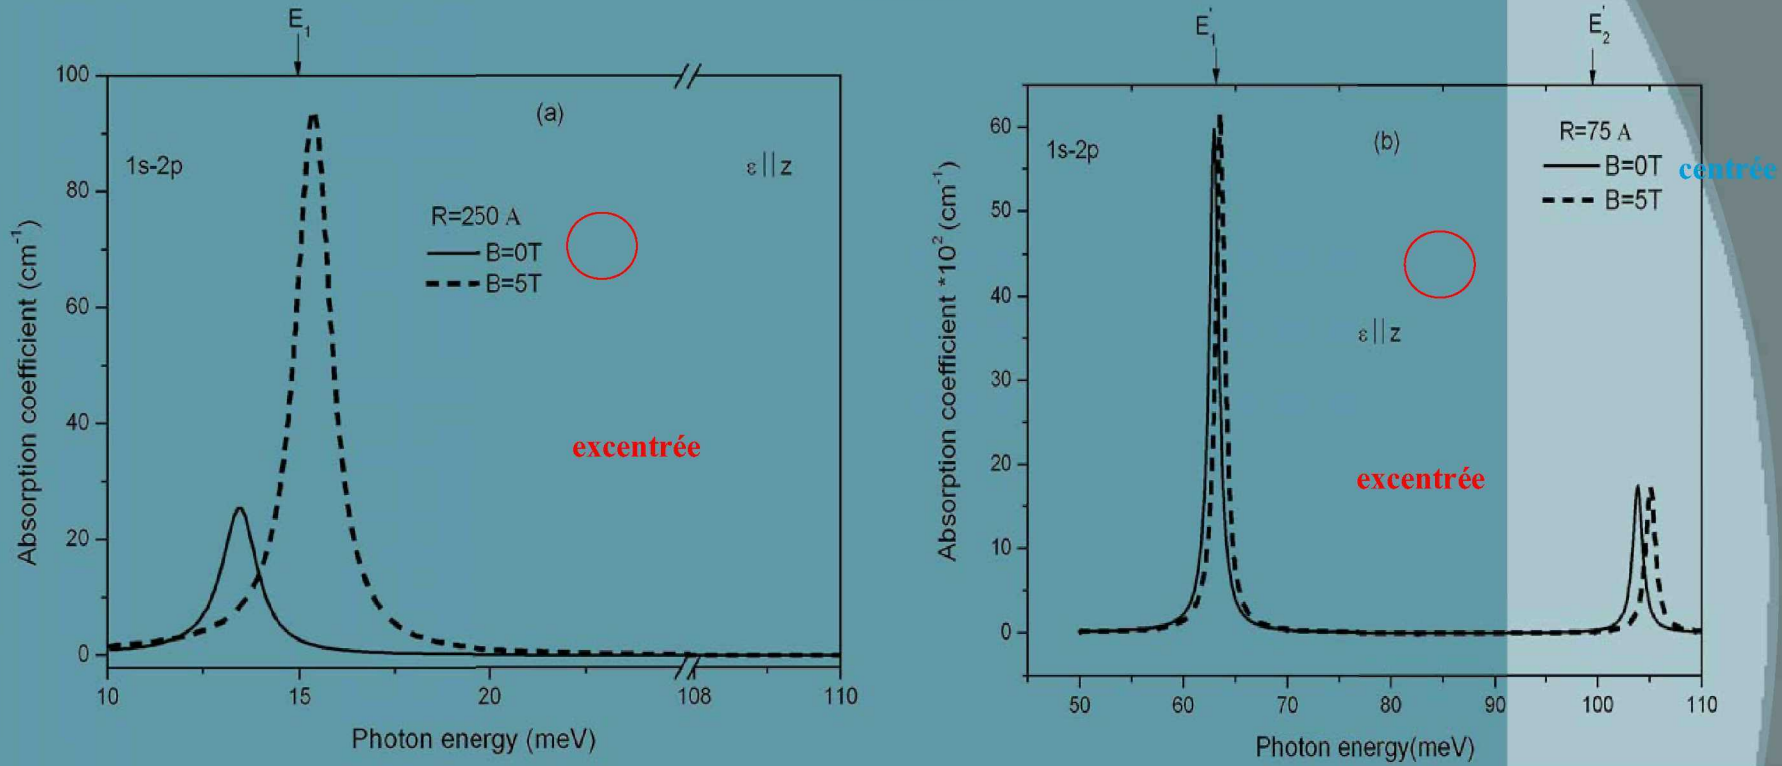 E₁
100
80
60
40
20
0
Absorption coefficient (cm⁻¹)
1s-2p
(a)
ε||z
R=250 A
B=0T
B=5T
excentrée
10
15
20
108
110
Photon energy (meV)
E₁'
E₂'
60
50
40
30
20
10
0
Absorption coefficient *10² (cm⁻¹)
1s-2p
(b)
R=75 A
B=0T
B=5T
centrée
ε||z
excentrée
50
60
70
80
90
100
110
Photon energy(meV)